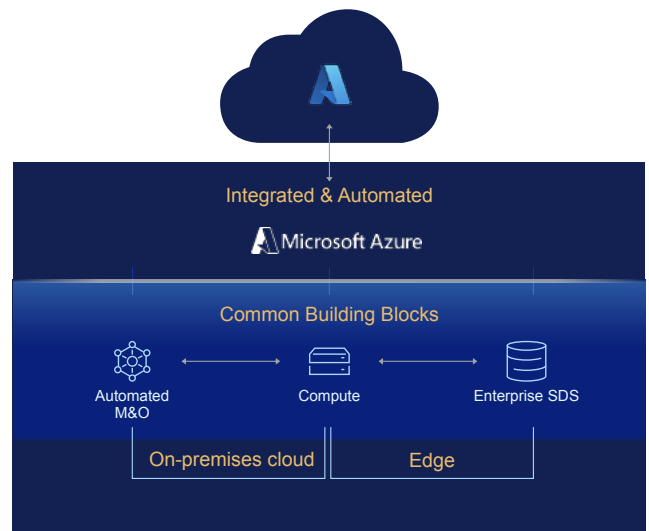 Integrated & Automated
Microsoft Azure
Common Building Blocks
Automated
M&O
Compute
Enterprise SDS
On-premises cloud
Edge